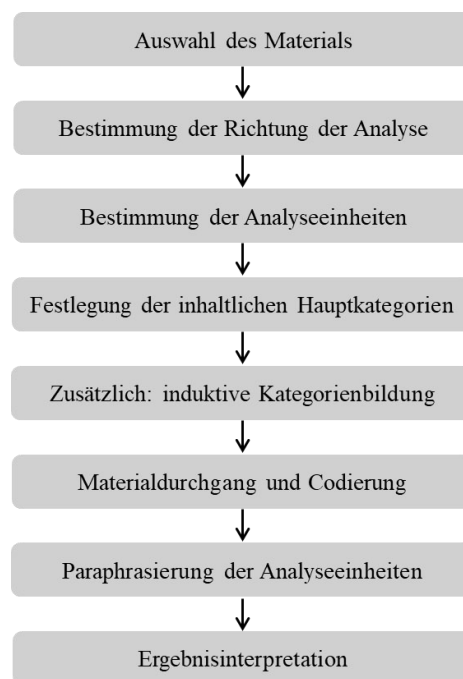 Auswahl des Materials
Bestimmung der Richtung der Analyse
Bestimmung der Analyseeinheiten
Festlegung der inhaltlichen Hauptkategorien
Zusätzlich: induktive Kategorienbildung
Materialdurchgang und Codierung
Paraphrasierung der Analyseeinheiten
Ergebnisinterpretation